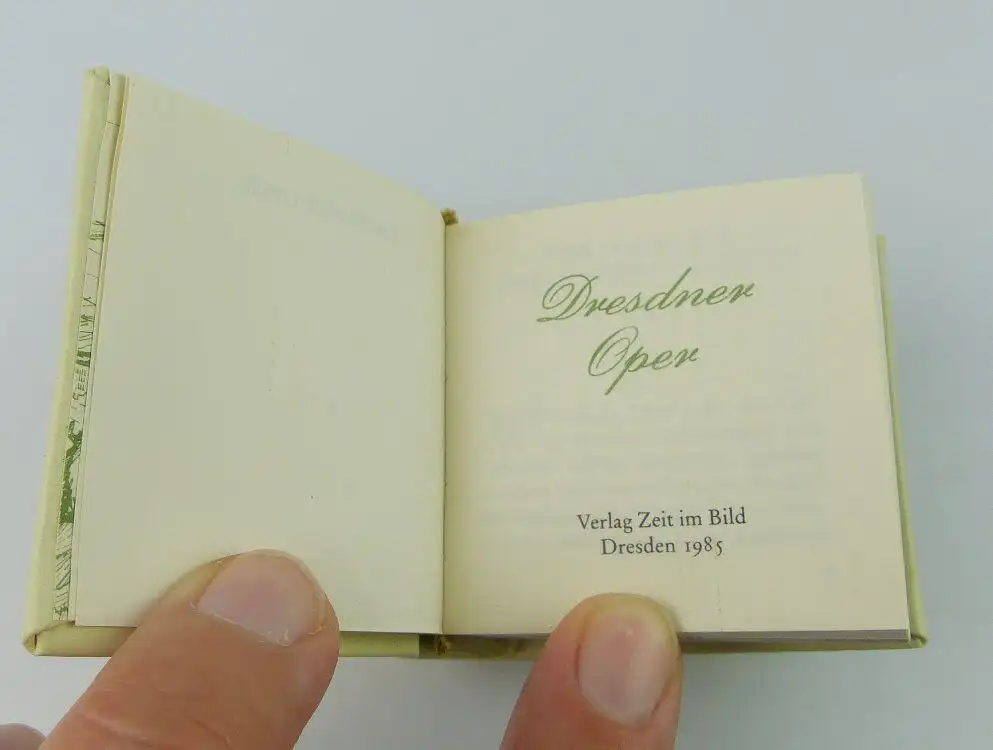 Dresdner
Oper
Verlag Zeit im Bild
Dresden 1985